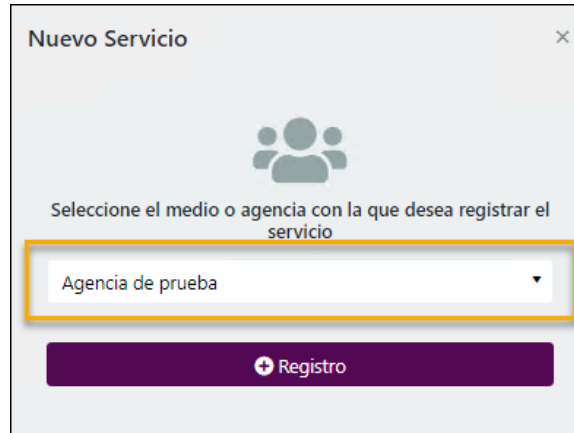 Nuevo Servicio
Seleccione el medio o agencia con la que desea registrar el
servicio
Agencia de prueba
Registro